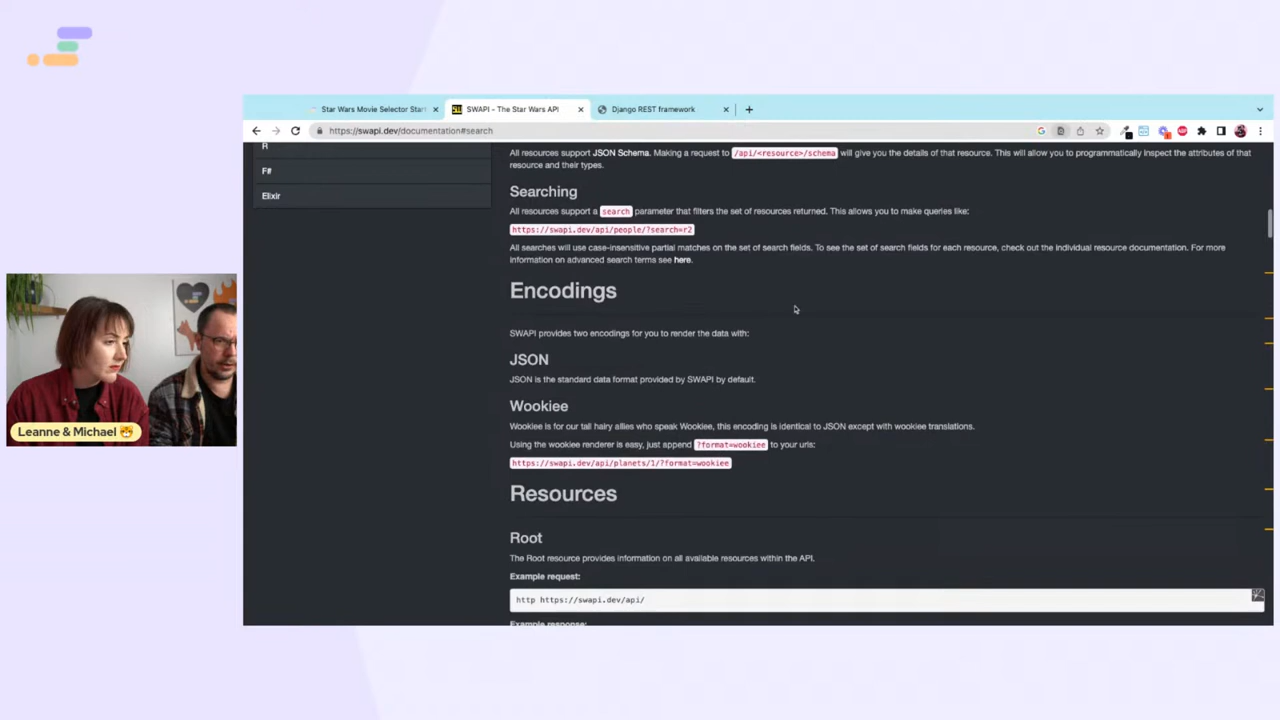 Star Wars Movie Selector Start
SWAPI - The Star Wars API
Django REST framework
https://swapi.dev/documentation#search
R
F#
Elixir
All resources support JSON Schema. Making a request to /api/<resource>/schema will give you the details of that resource. This will allow you to programmatically inspect the attributes of that
resource and their types.
Searching
All resources support a search parameter that filters the set of resources returned. This allows you to make queries like:
https://swapi.dev/api/people/?search=r2
All searches will use case-insensitive partial matches on the set of search fields. To see the set of search fields for each resource, check out the individual resource documentation. For more
information on advanced search terms see here.
Encodings
SWAPI provides two encodings for you to render the data with:
JSON
JSON is the standard data format provided by SWAPI by default.
Wookiee
Wookiee is for our tall hairy allies who speak Wookiee, this encoding is identical to JSON except with wookiee translations.
Using the wookiee renderer is easy, just append ?format=wookiee to your urls:
https://swapi.dev/api/planets/1/?format=wookiee
Resources
Root
The Root resource provides information on all available resources within the API.
Example request:
http https://swapi.dev/api/
Example response:
Leanne & Michael